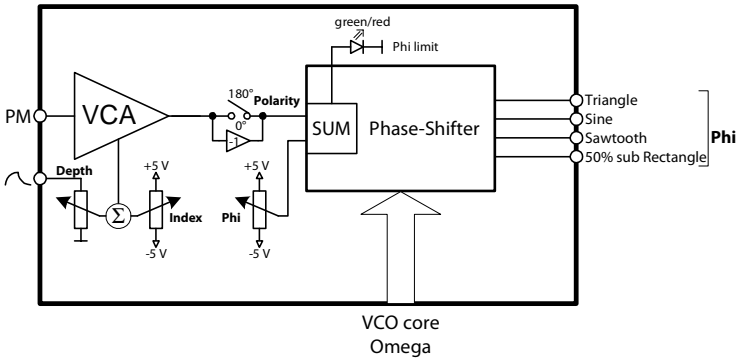 green/red
Phi limit
180°
Polarity
0°
-1
PM
VCA
SUM
Phase-Shifter
Triangle
Sine
Sawtooth
50% sub Rectangle
Phi
Depth
+5 V
+5 V
Σ
Index
Phi
-5 V
-5 V
VCO core
Omega